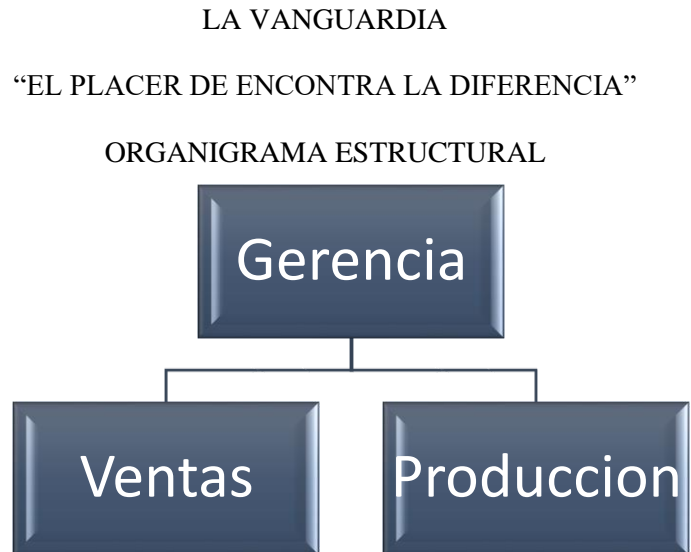 LA VANGUARDIA
“EL PLACER DE ENCONTRA LA DIFERENCIA”
ORGANIGRAMA ESTRUCTURAL
Gerencia
Ventas
Produccion